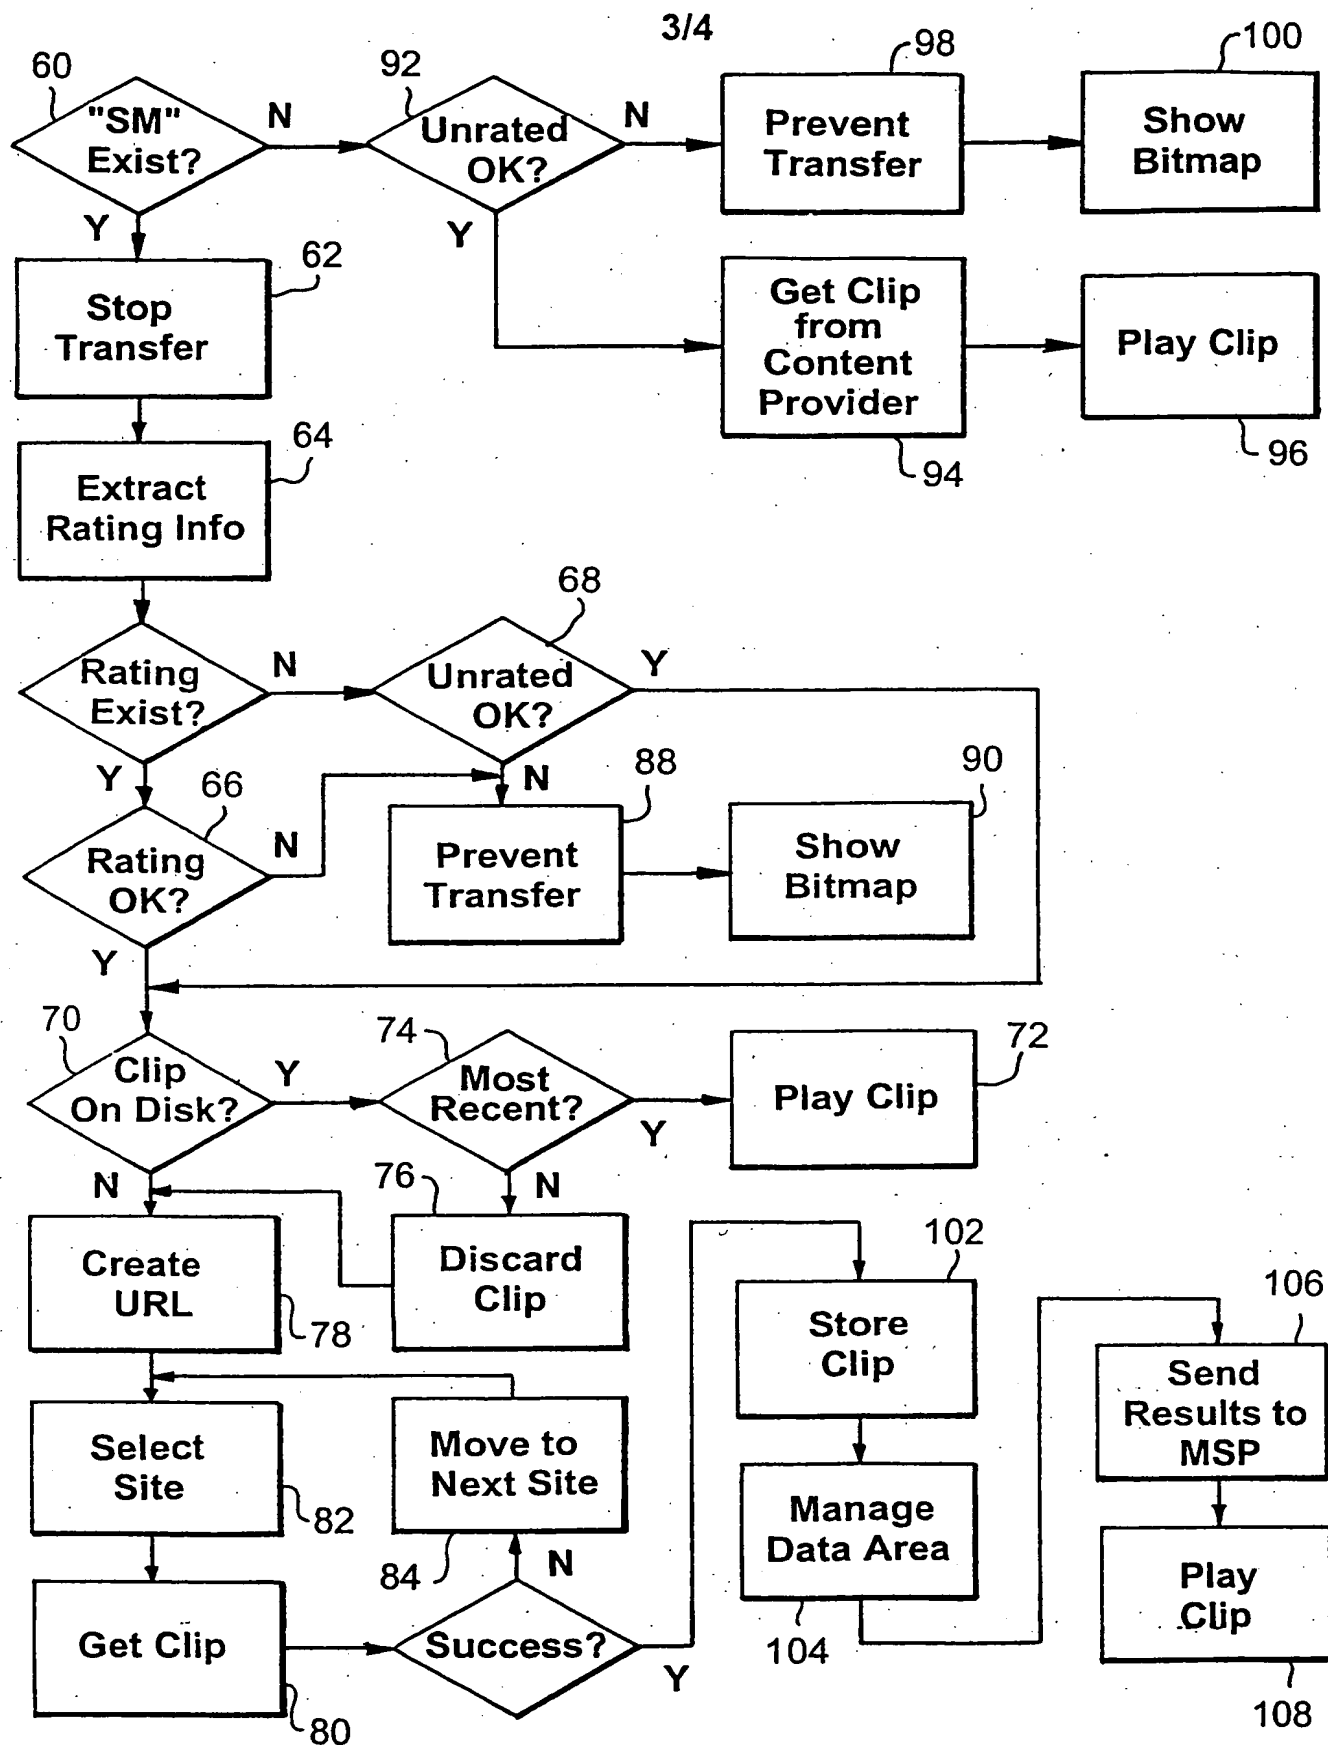 3/4
60
92
98
100
"SM"
Exist?
N
Unrated
OK?
N
Prevent
Transfer
Show
Bitmap
Y
Y
62
Stop
Transfer
Get Clip
from
Content
Provider
Play Clip
94
96
64
Extract
Rating Info
68
Rating
Exist?
N
Unrated
OK?
Y
Y
66
N
88
90
Rating
OK?
N
Prevent
Transfer
Show
Bitmap
Y
70
74
72
Clip
On Disk?
Y
Most
Recent?
Y
Play Clip
N
76
N
Create
URL
78
Discard
Clip
102
Store
Clip
106
Send
Results to
MSP
Select
Site
82
Move to
Next Site
84
N
Manage
Data Area
104
Play
Clip
108
Get Clip
80
Success?
Y